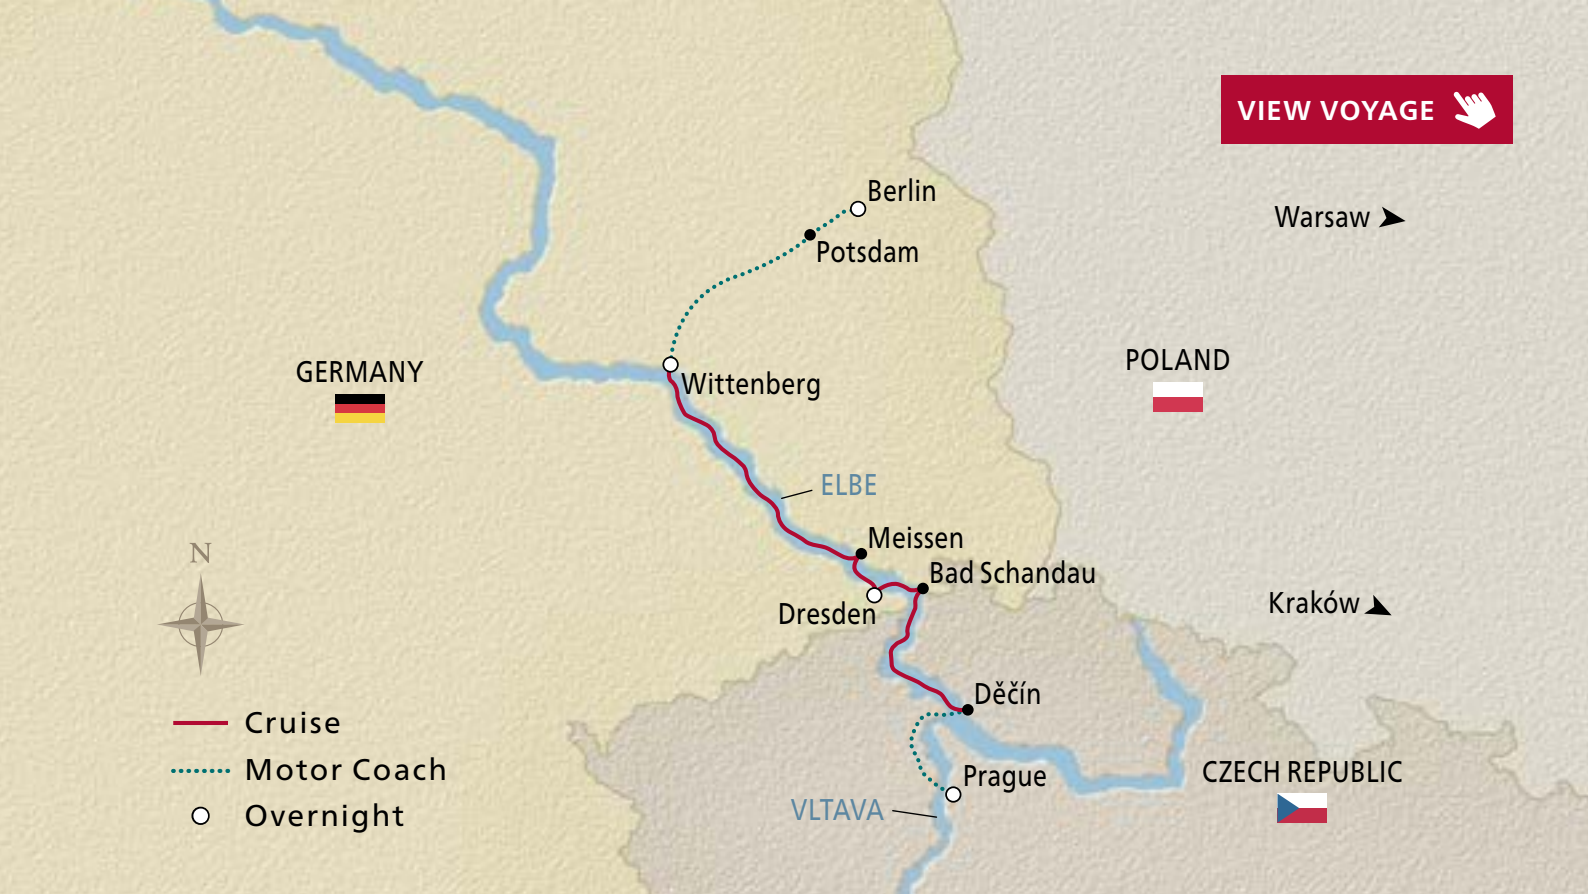 VIEW VOYAGE
Berlin
Warsaw
Potsdam
POLAND
GERMANY
Wittenberg
ELBE
Meissen
N
Bad Schandau
Kraków
Dresden
Děčín
Cruise
Motor Coach
CZECH REPUBLIC
Prague
VLTAVA
Overnight